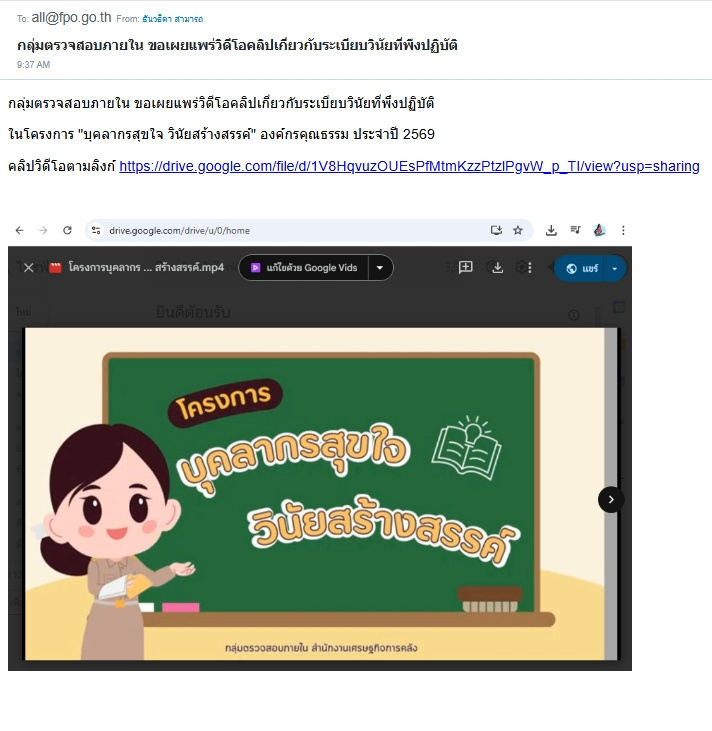 To: all@fpo.go.th From: ธันวธิดา สามารถ
กลุ่มตรวจสอบภายใน ขอเผยแพร่วิดีโอคลิปเกี่ยวกับระเบียบวินัยที่พึงปฏิบัติ
9:37 AM
กลุ่มตรวจสอบภายใน ขอเผยแพร่วิดีโอคลิปเกี่ยวกับระเบียบวินัยที่พึงปฏิบัติ
ในโครงการ "บุคลากรสุขใจ วินัยสร้างสรรค์" องค์กรคุณธรรม ประจำปี 2569
คลิปวิดีโอตามลิงก์ https://drive.google.com/file/d/1V8HqvuzOUEsPfMtmKzzPtzlPgvW_p_TI/view?usp=sharing
drive.google.com/drive/u/0/home
โครงการบุคลากร ... สร้างสรรค์.mp4 แก้ไขด้วย Google Vids แชร์
ใหม่ ยินดีต้อนรับ
โครงการ
บุคลากรสุขใจ
วินัยสร้างสรรค์
กลุ่มตรวจสอบภายใน สำนักงานเศรษฐกิจการคลัง